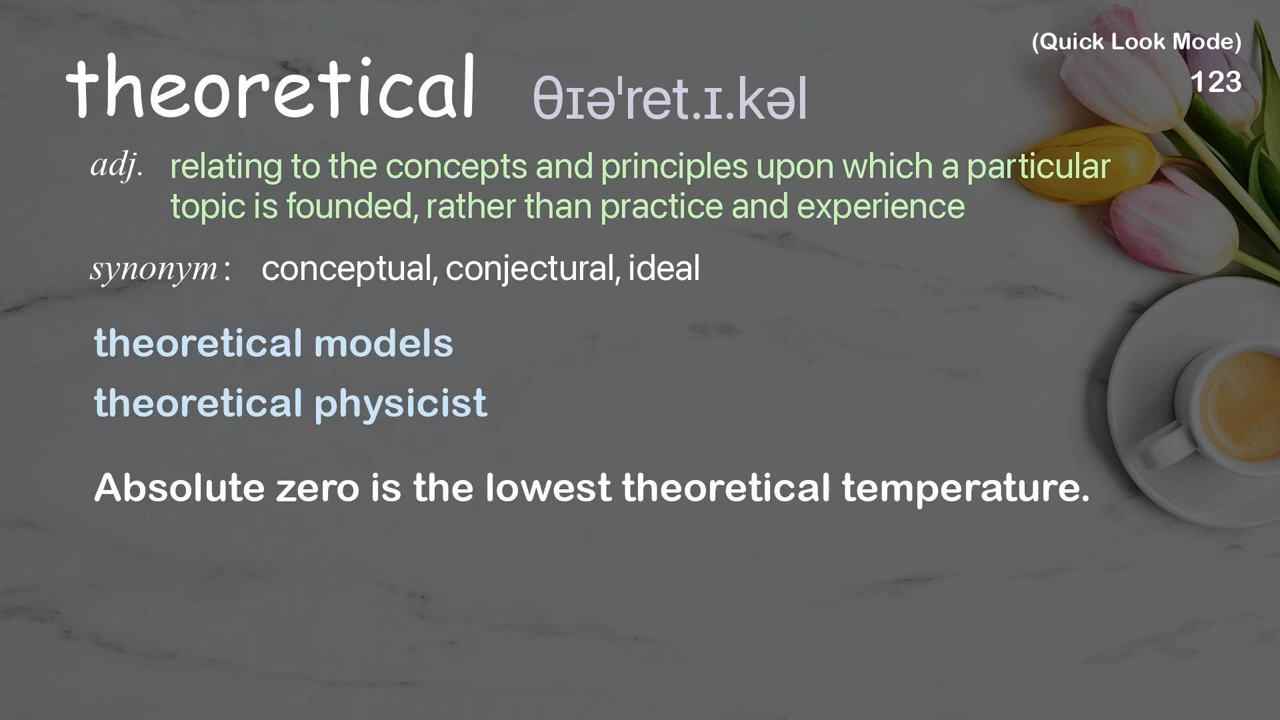 (Quick Look Mode)
theoretical θɪəˈret.ɪ.kəl 123
adj. relating to the concepts and principles upon which a particular
topic is founded, rather than practice and experience
synonym : conceptual, conjectural, ideal
theoretical models
theoretical physicist
Absolute zero is the lowest theoretical temperature.